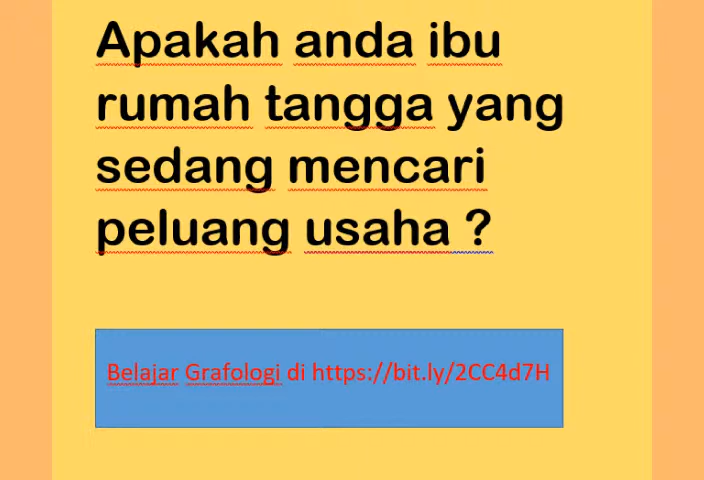 Apakah anda ibu
rumah tangga yang
sedang mencari
peluang usaha ?
Belajar Grafologi di https://bit.ly/2CC4d7H